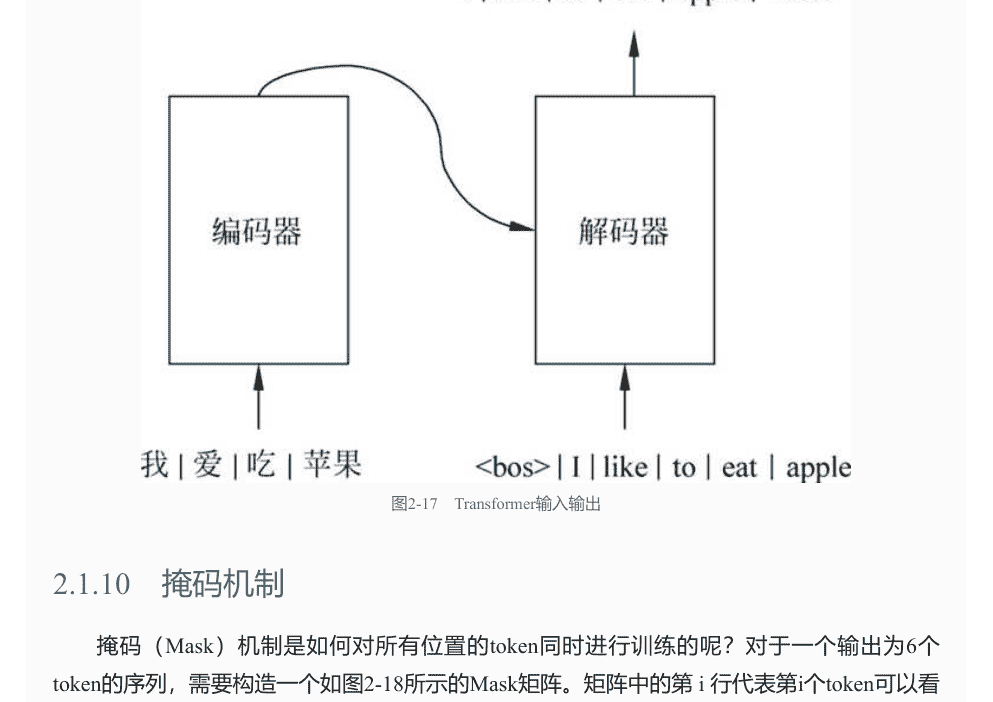 编码器
解码器
我 | 爱 | 吃 | 苹果
<bos> | I | like | to | eat | apple
图2-17 Transformer输入输出
2.1.10 掩码机制
掩码（Mask）机制是如何对所有位置的token同时进行训练的呢？对于一个输出为6个
token的序列，需要构造一个如图2-18所示的Mask矩阵。矩阵中的第 i 行代表第i个token可以看